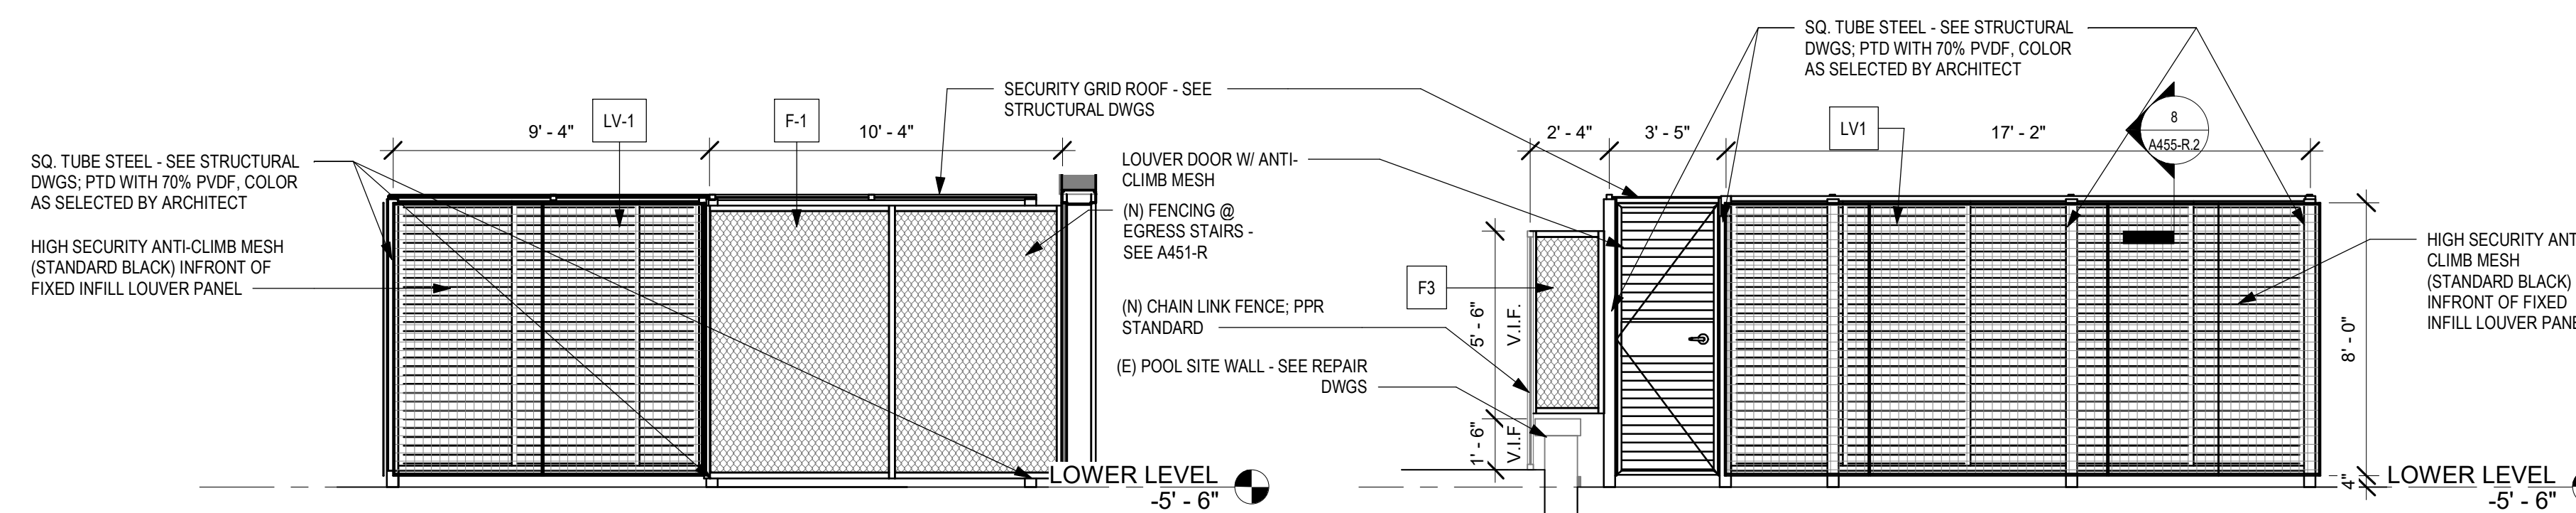 SQ. TUBE STEEL - SEE STRUCTURAL
DWGS; PTD WITH 70% PVDF, COLOR
AS SELECTED BY ARCHITECT
HIGH SECURITY ANTI-CLIMB MESH
(STANDARD BLACK) INFRONT OF
FIXED INFILL LOUVER PANEL
9' - 4"
LV-1
F-1
10' - 4"
SECURITY GRID ROOF - SEE
STRUCTURAL DWGS
LOUVER DOOR W/ ANTI-
CLIMB MESH
(N) FENCING @
EGRESS STAIRS -
SEE A451-R
(N) CHAIN LINK FENCE; PPR
STANDARD
(E) POOL SITE WALL - SEE REPAIR
DWGS
LOWER LEVEL
-5' - 6"
SQ. TUBE STEEL - SEE STRUCTURAL
DWGS; PTD WITH 70% PVDF, COLOR
AS SELECTED BY ARCHITECT
2' - 4"
3' - 5"
LV1
17' - 2"
8
A455-R.2
F3
5' - 6"
V.I.F.
1' - 6"
V.I.F.
HIGH SECURITY ANT
CLIMB MESH
(STANDARD BLACK)
INFRONT OF FIXED
INFILL LOUVER PANE
8' - 0"
4"
LOWER LEVEL
-5' - 6"